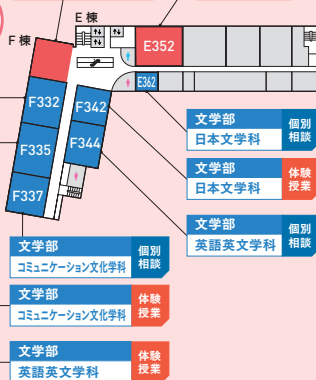 E棟
F棟
E352
E362
F332
F342
F335
F344
F337
文学部
日本文学科
個別
相談
文学部
日本文学科
体験
授業
文学部
英語英文学科
個別
相談
文学部
コミュニケーション文化学科
個別
相談
文学部
コミュニケーション文化学科
体験
授業
文学部
英語英文学科
体験
授業